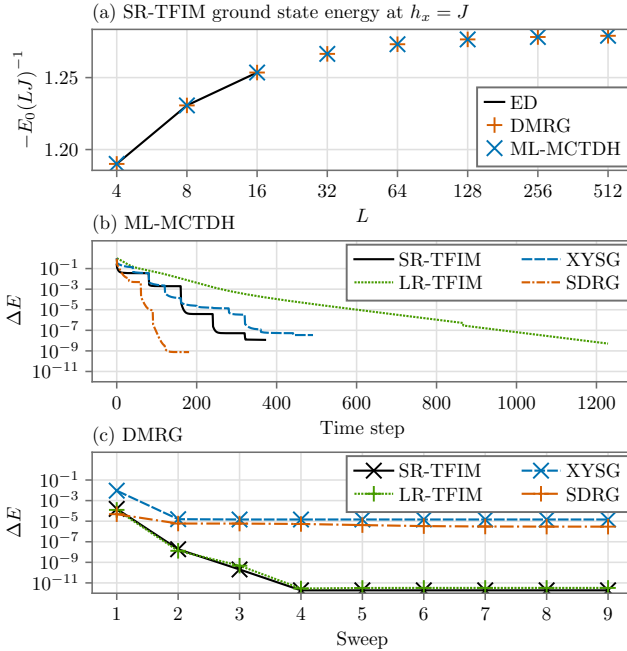 (a) SR-TFIM ground state energy at $h_x = J$
$-E_0(LJ)^{-1}$
1.25
1.20
ED
DMRG
ML-MCTDH
4 8 16 32 64 128 256 512
$L$
(b) ML-MCTDH
$\Delta E$
$10^{-1}$
$10^{-3}$
$10^{-5}$
$10^{-7}$
$10^{-9}$
$10^{-11}$
SR-TFIM XYSG
LR-TFIM SDRG
0 200 400 600 800 1000 1200
Time step
(c) DMRG
$\Delta E$
$10^{-1}$
$10^{-3}$
$10^{-5}$
$10^{-7}$
$10^{-9}$
$10^{-11}$
SR-TFIM XYSG
LR-TFIM SDRG
1 2 3 4 5 6 7 8 9
Sweep